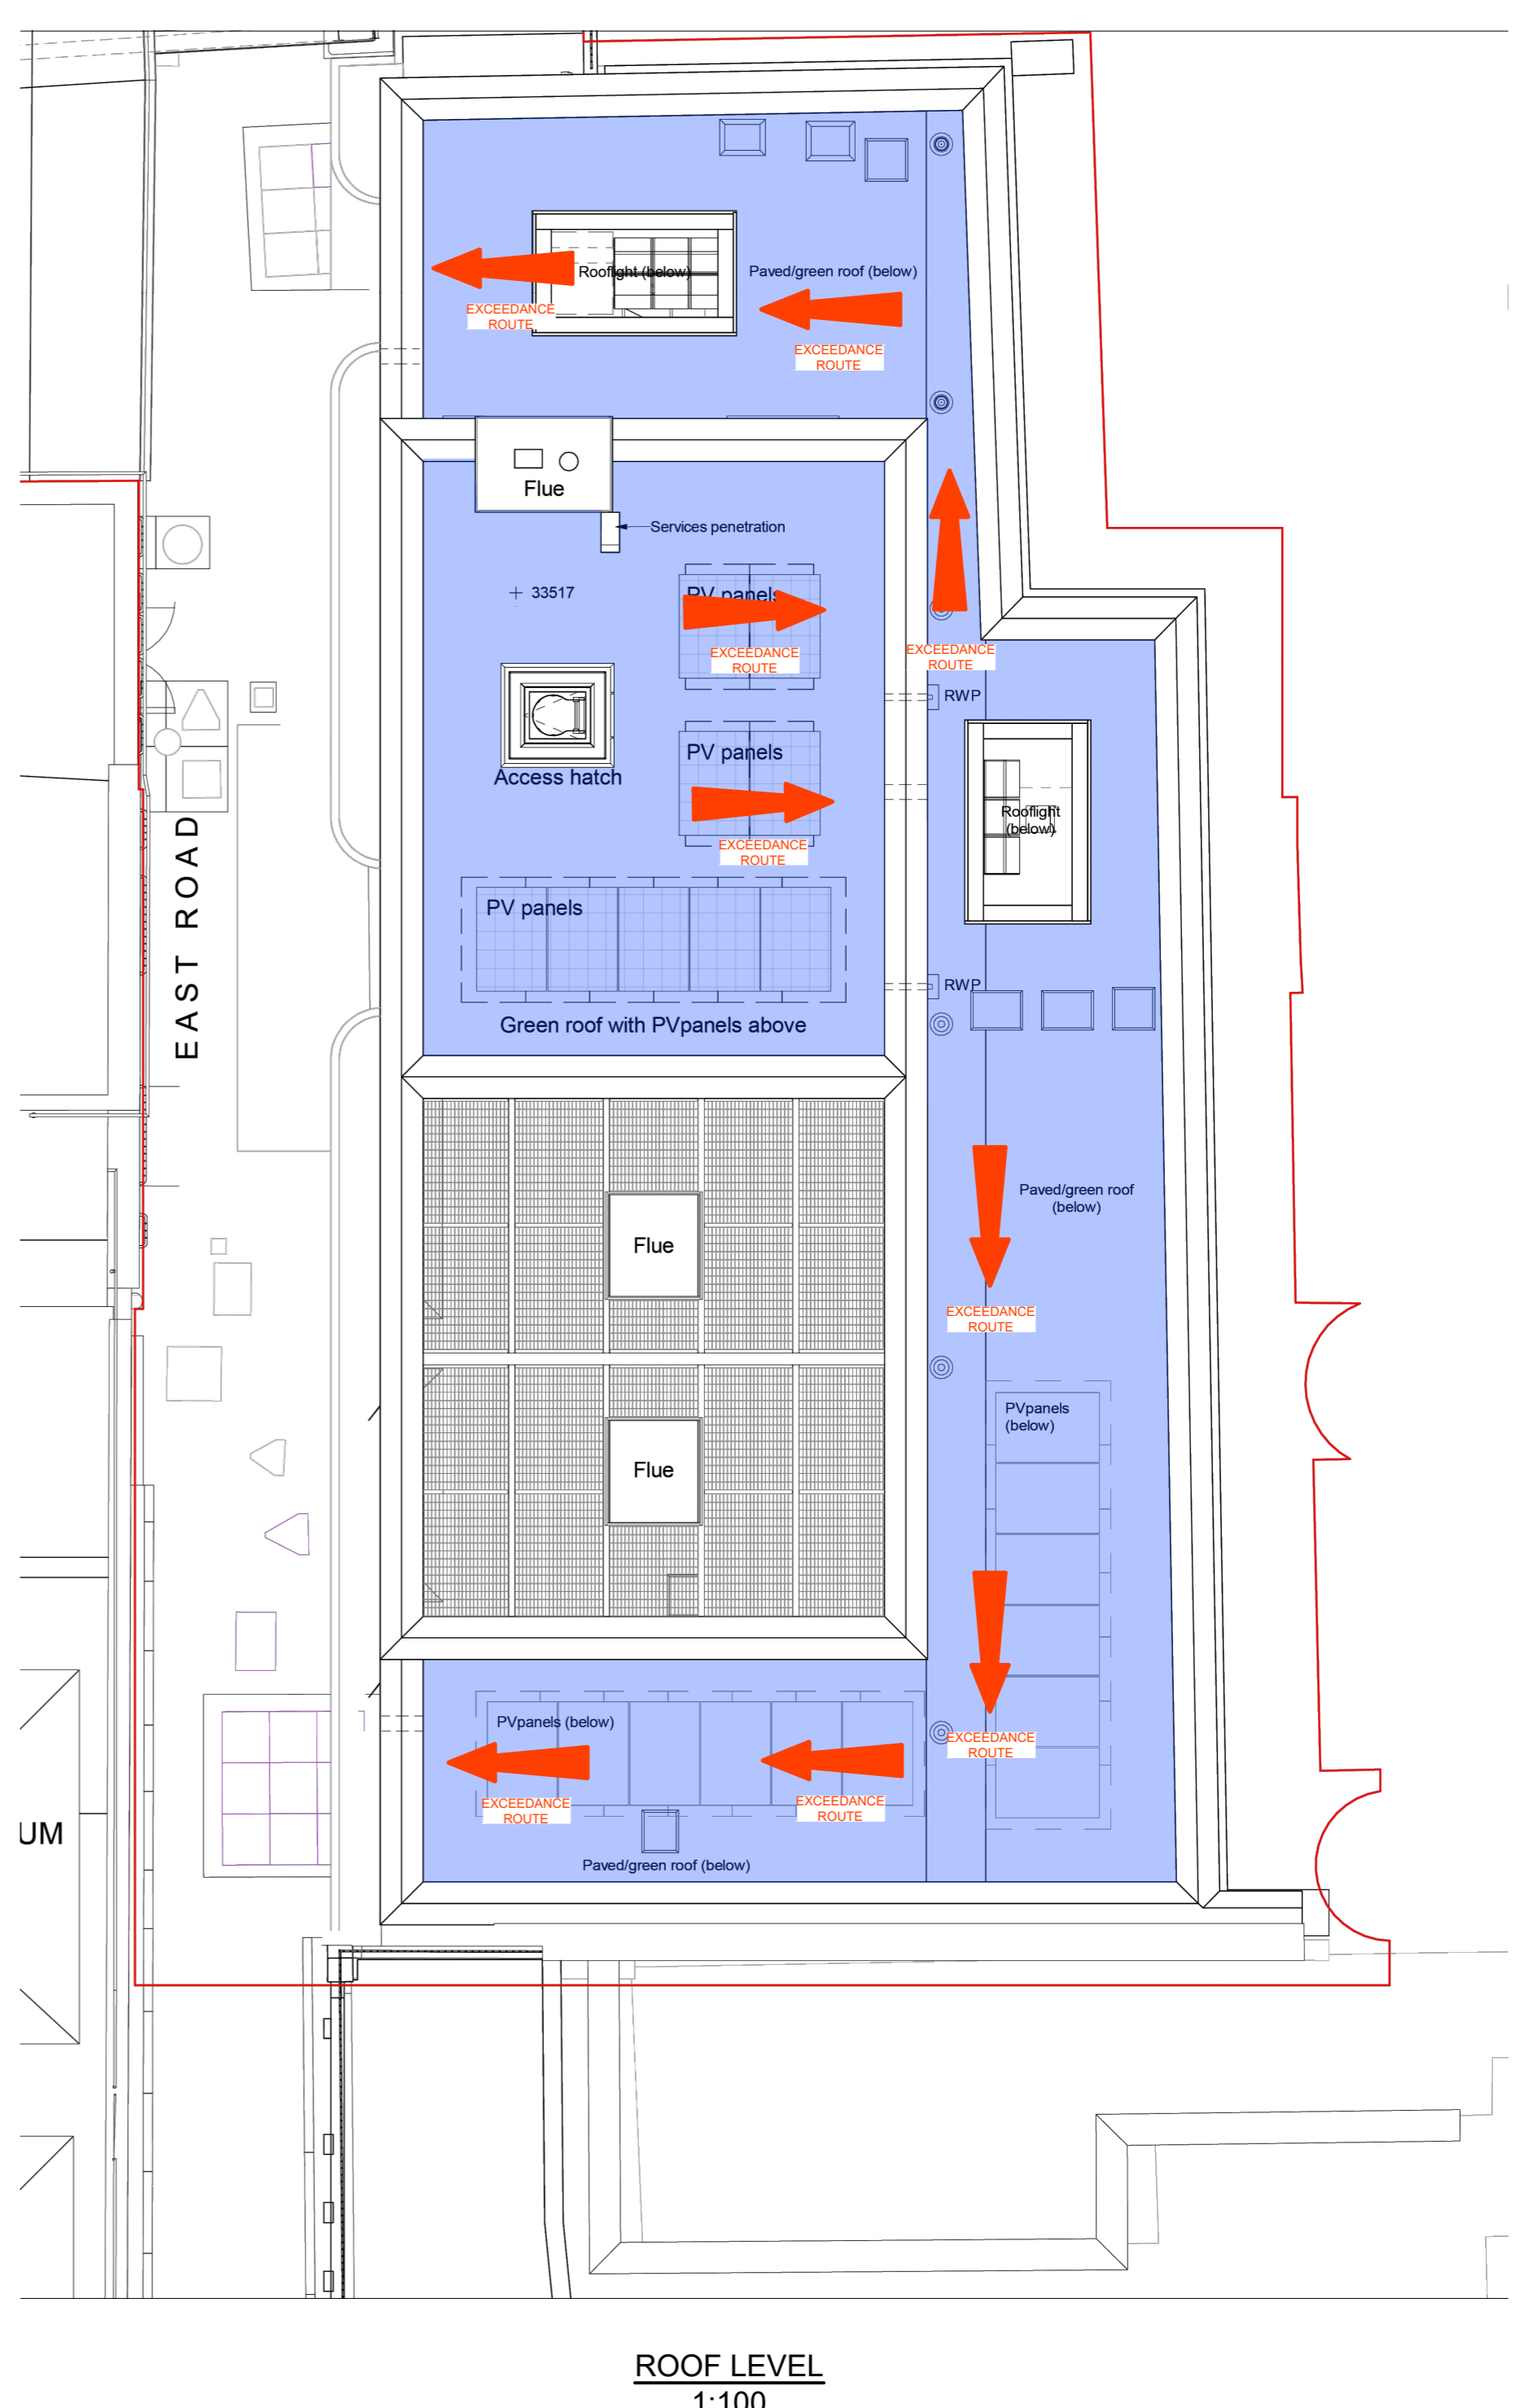 Rooflight (below)
Paved/green roof (below)
EXCEEDANCE
ROUTE
EXCEEDANCE
ROUTE
Flue
Services penetration
33517
PV panels
EXCEEDANCE
ROUTE
EXCEEDANCE
ROUTE
RWP
PV panels
Access hatch
Rooflight
(below)
EXCEEDANCE
ROUTE
EAST ROAD
PV panels
RWP
Green roof with PVpanels above
Paved/green roof
(below)
Flue
EXCEEDANCE
ROUTE
PVpanels
(below)
Flue
PVpanels (below)
EXCEEDANCE
ROUTE
EXCEEDANCE
ROUTE
EXCEEDANCE
ROUTE
UM
Paved/green roof (below)
ROOF LEVEL
1:100